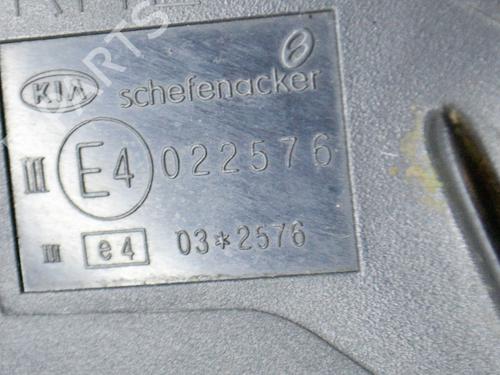 KIA schefenacker
III E4 022576
III e4 03*2576